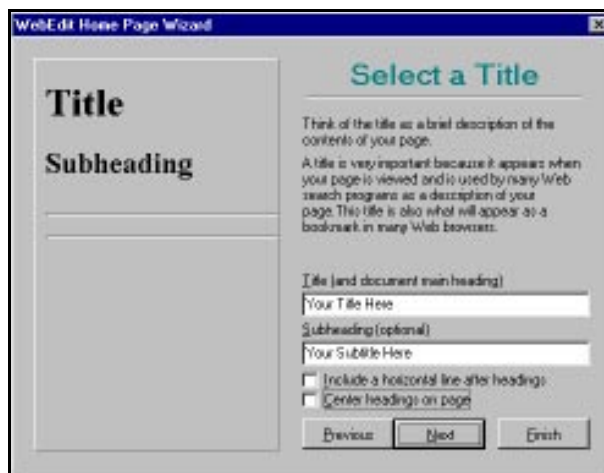 WebEdit Home Page Wizard
Title
Subheading
Select a Title
Think of the title as a brief description of the
contents of your page.
A title is very important because it appears when
your page is viewed and is used by many Web
search programs as a description of your
page. This title is also what will appear as a
bookmark in many Web browsers.
Title (and document main heading)
Your Title Here
Subheading (optional)
Your Subtitle Here
Include a horizontal line after headings
Center headings on page
Previous
Next
Finish